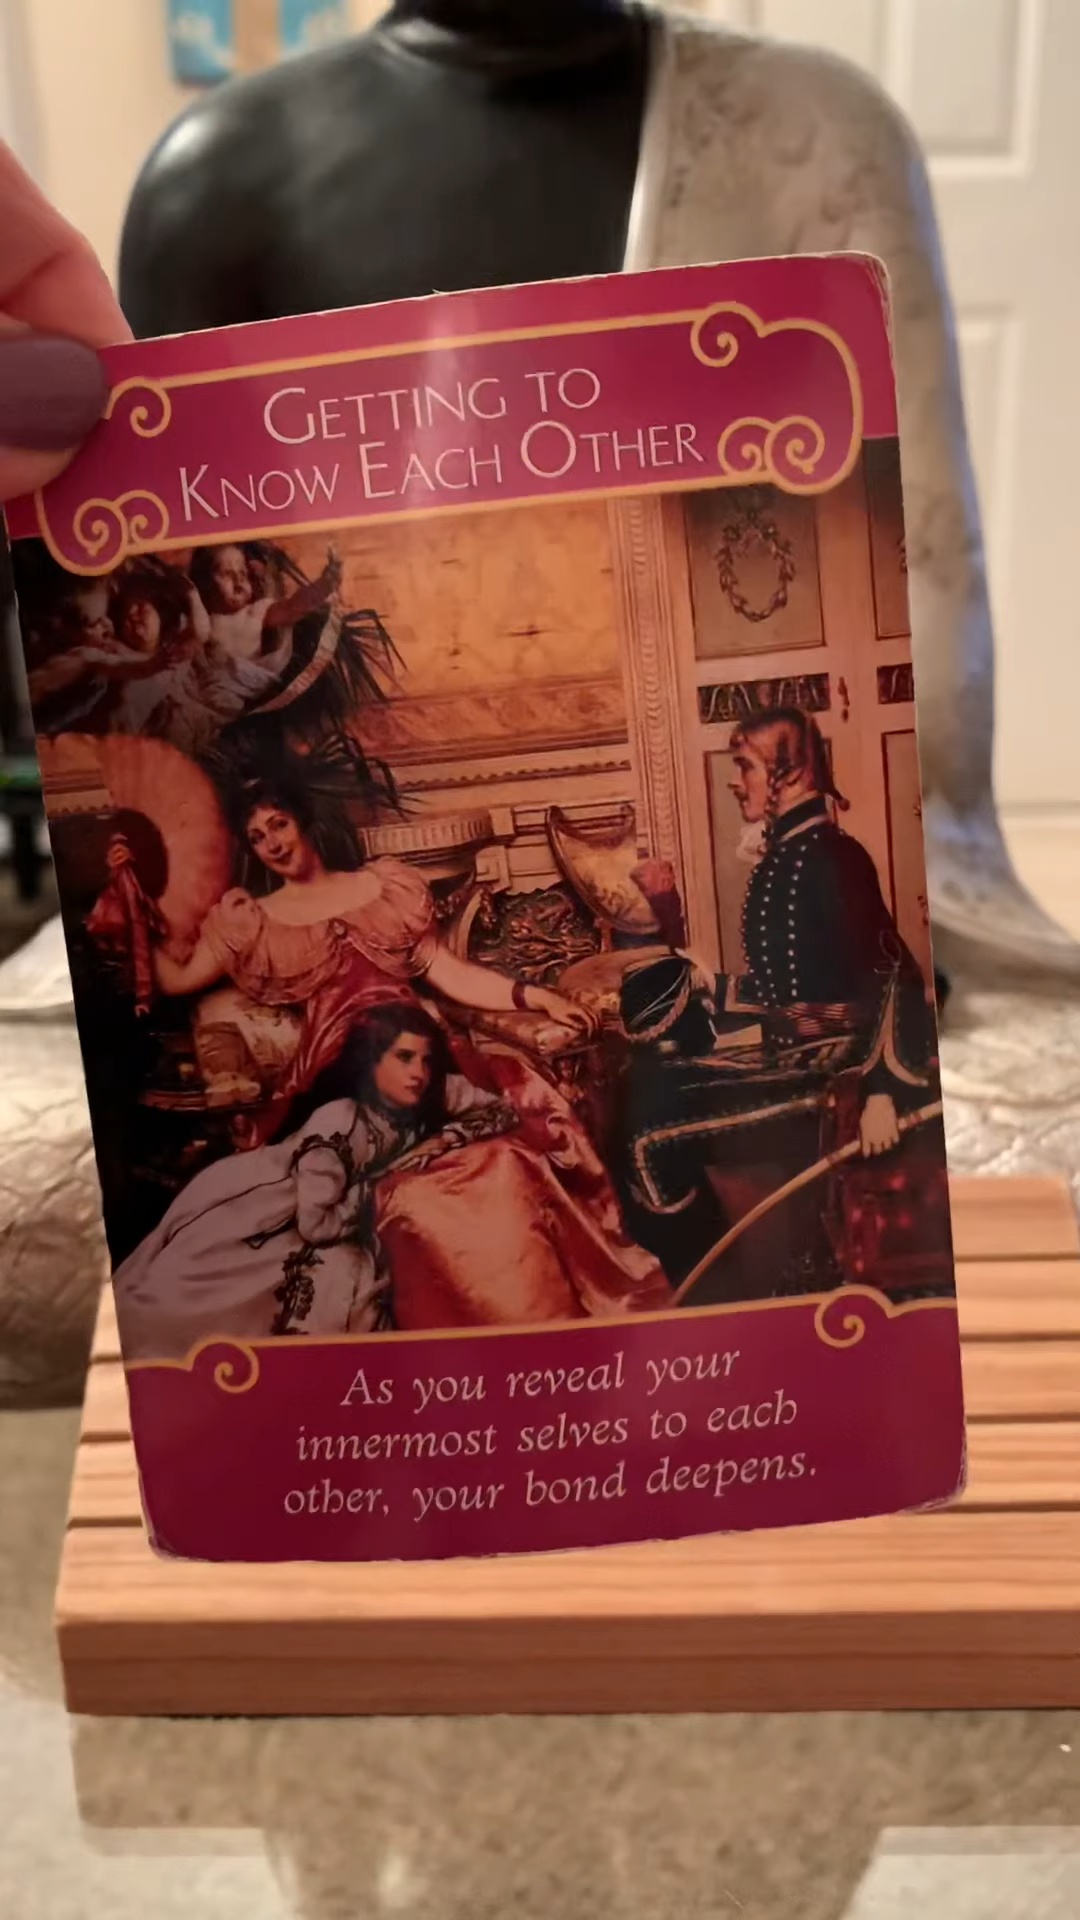 Getting to
Know Each Other
As you reveal your
innermost selves to each
other, your bond deepens.